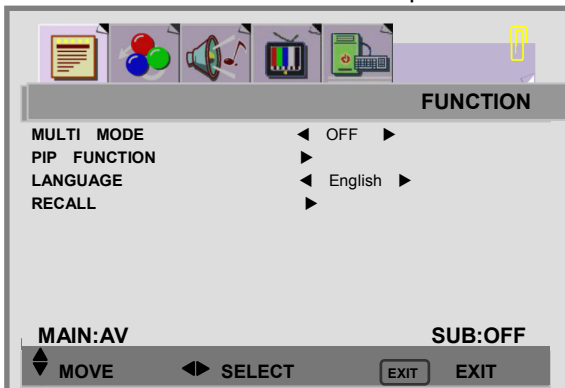 FUNCTION
MULTI MODE ◀ OFF ▶
PIP FUNCTION ▶
LANGUAGE ◀ English ▶
RECALL ▶
MAIN:AV SUB:OFF
MOVE ◀▶ SELECT EXIT EXIT